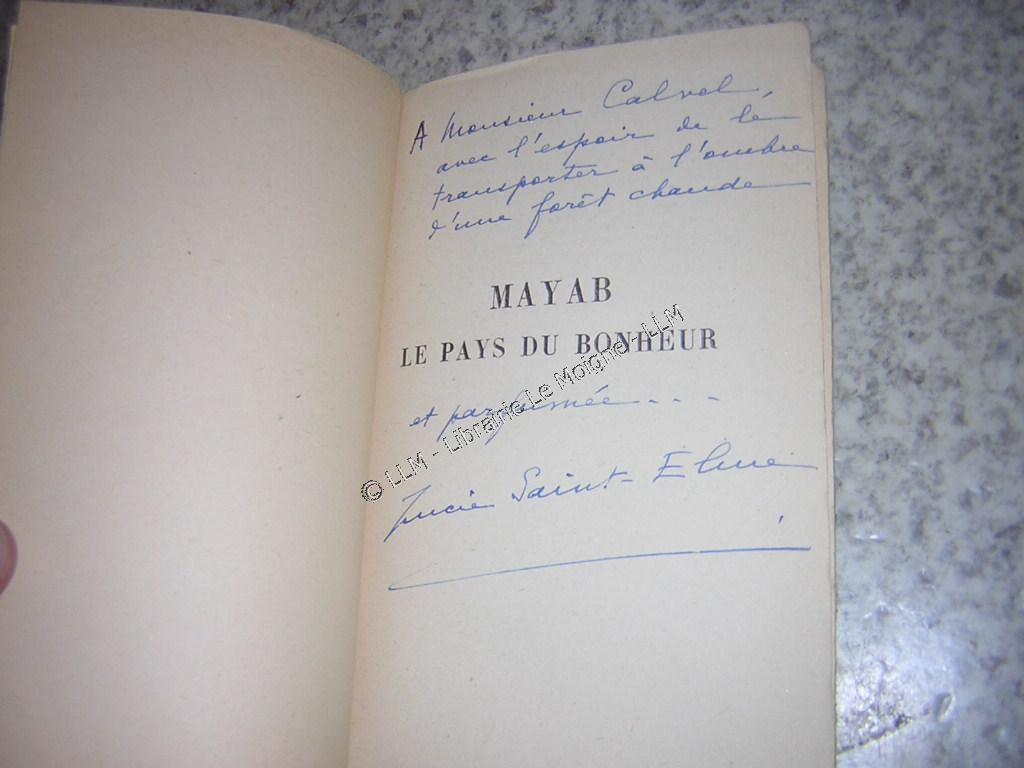 A Monsieur Calvel,
avec l'espoir de le
transporter à l'ombre
d'une forêt chaude
MAYAB
LE PAYS DU BONHEUR
et parfumée...
Lucie Saint-Elme
© LLM - Librairie Le Moigne - LLM